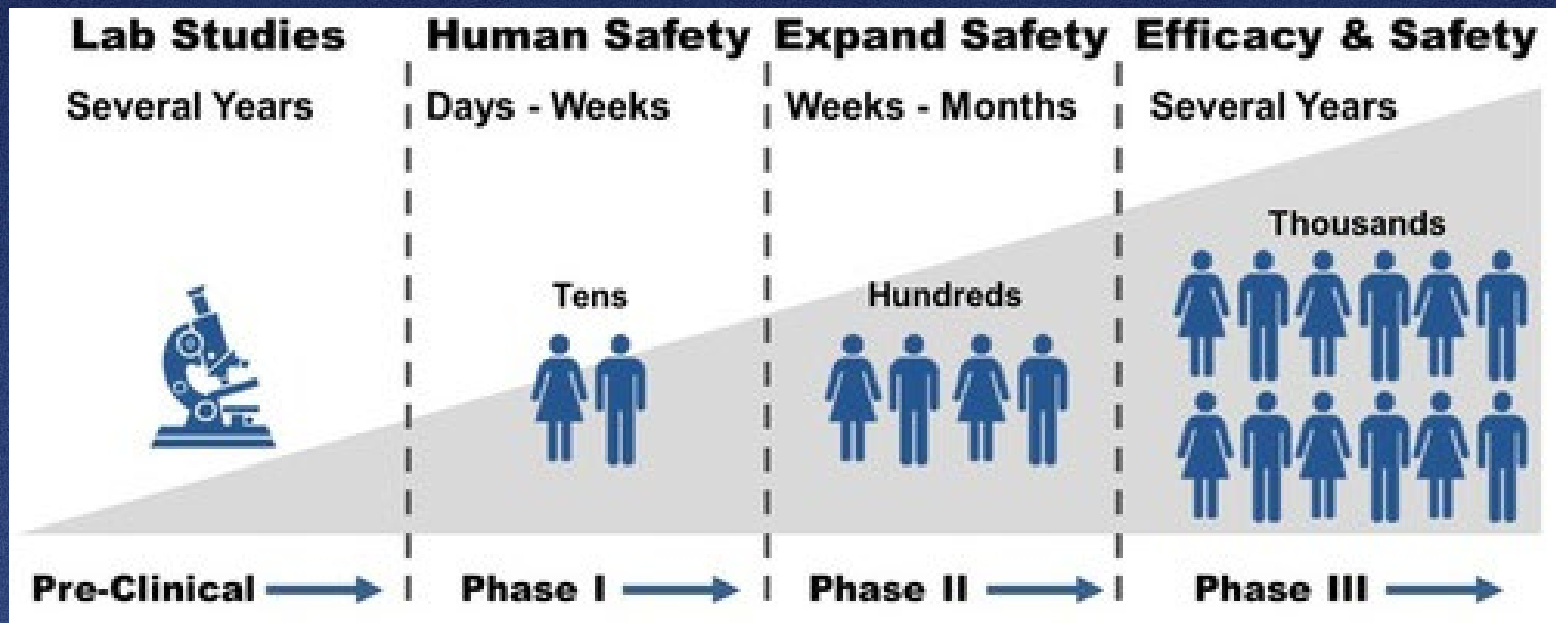 Lab Studies
Human Safety
Expand Safety
Efficacy & Safety
Several Years
Days - Weeks
Weeks - Months
Several Years
Tens
Hundreds
Thousands
Pre-Clinical
Phase I
Phase II
Phase III